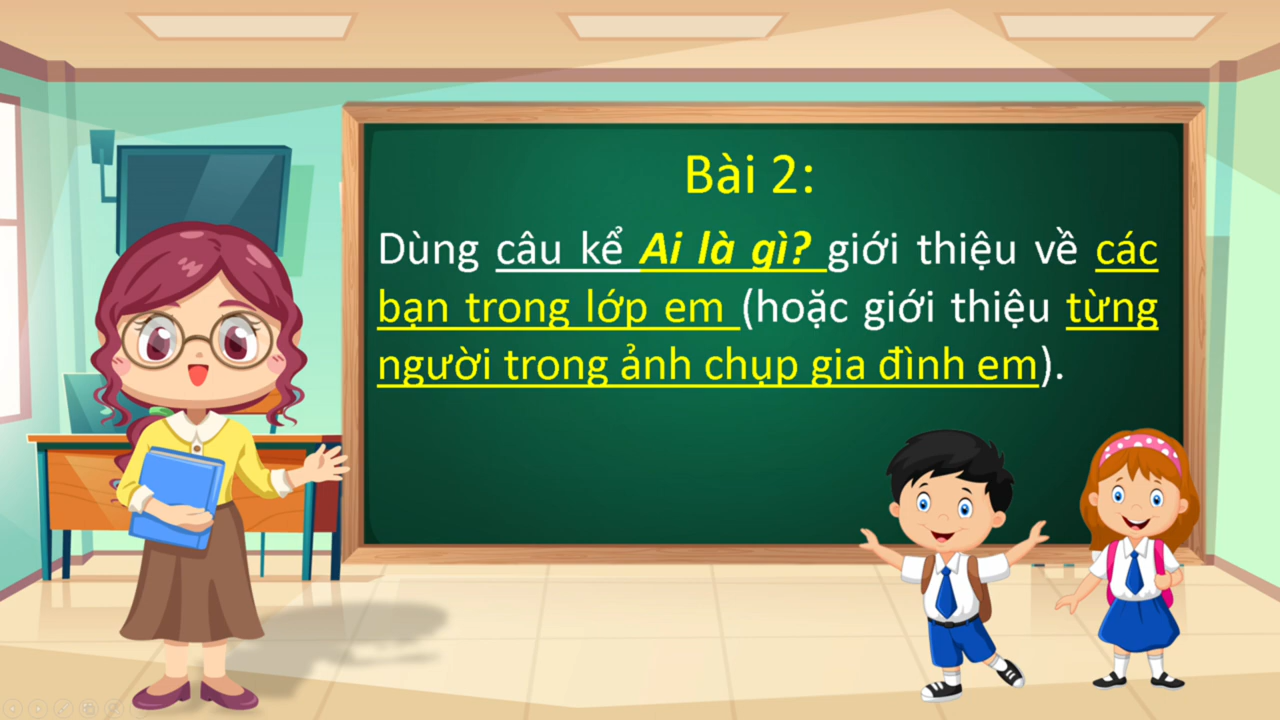 Bài 2:
Dùng câu kể Ai là gì? giới thiệu về các
bạn trong lớp em (hoặc giới thiệu từng
người trong ảnh chụp gia đình em).